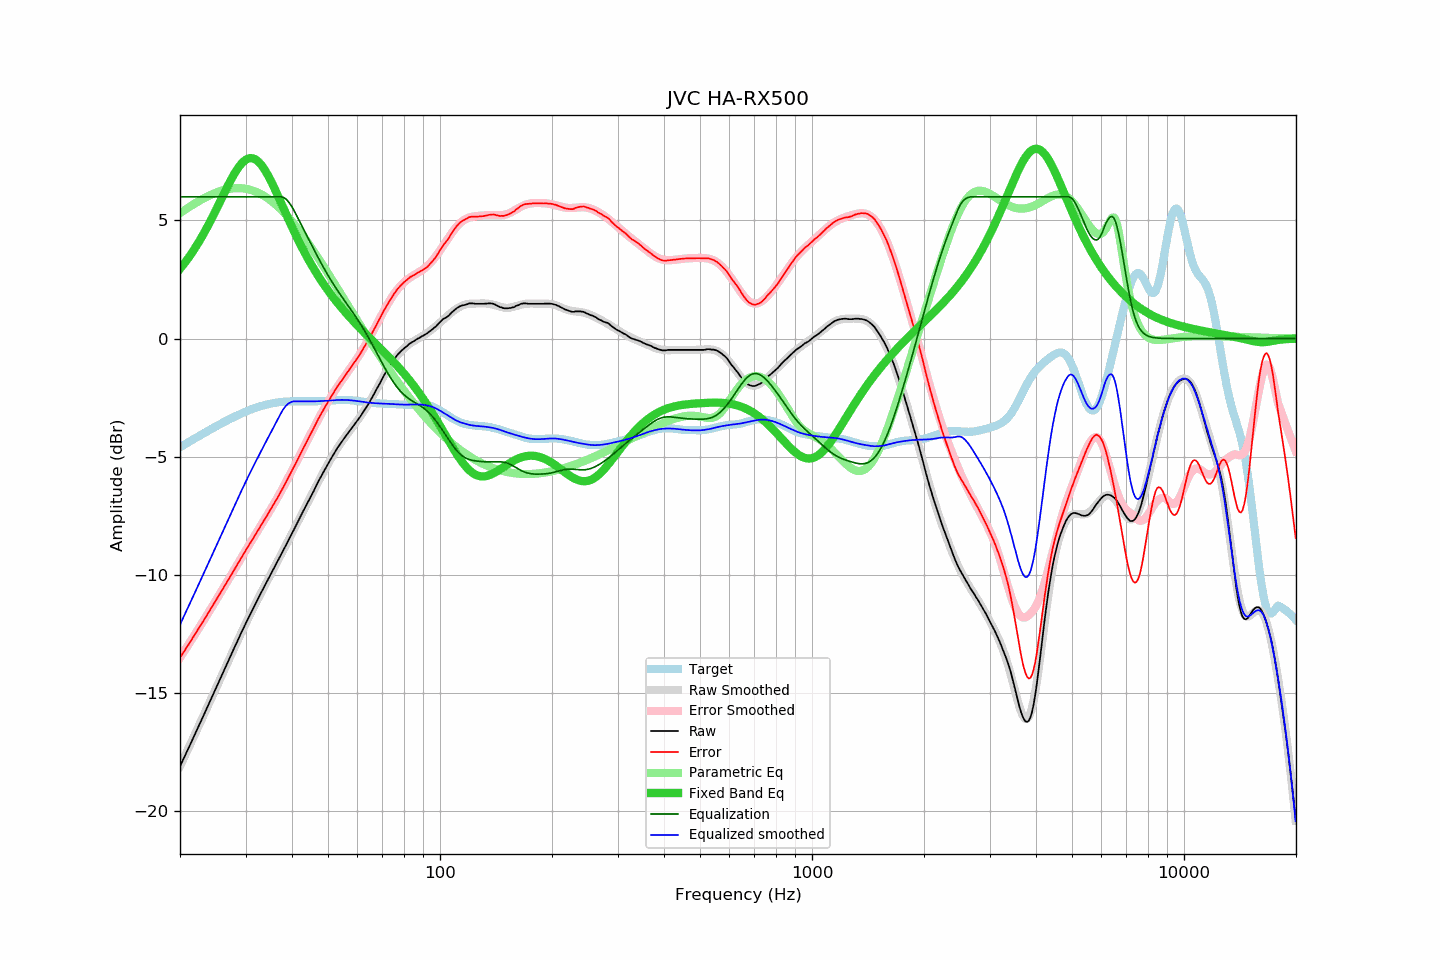 JVC HA-RX500
Amplitude (dBr)
5
0
−5
−10
−15
−20
Target
Raw Smoothed
Error Smoothed
Raw
Error
Parametric Eq
Fixed Band Eq
Equalization
Equalized smoothed
100
1000
10000
Frequency (Hz)